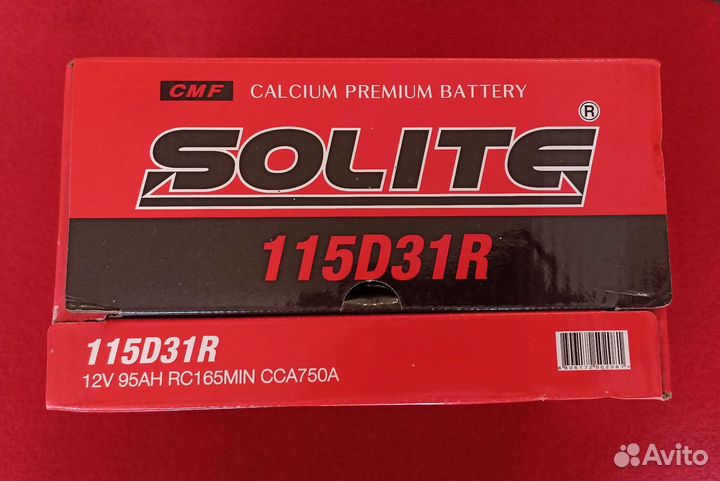 CMF CALCIUM PREMIUM BATTERY
SOLITE®
115D31R
115D31R
12V 95AH RC165MIN CCA750A
Avito